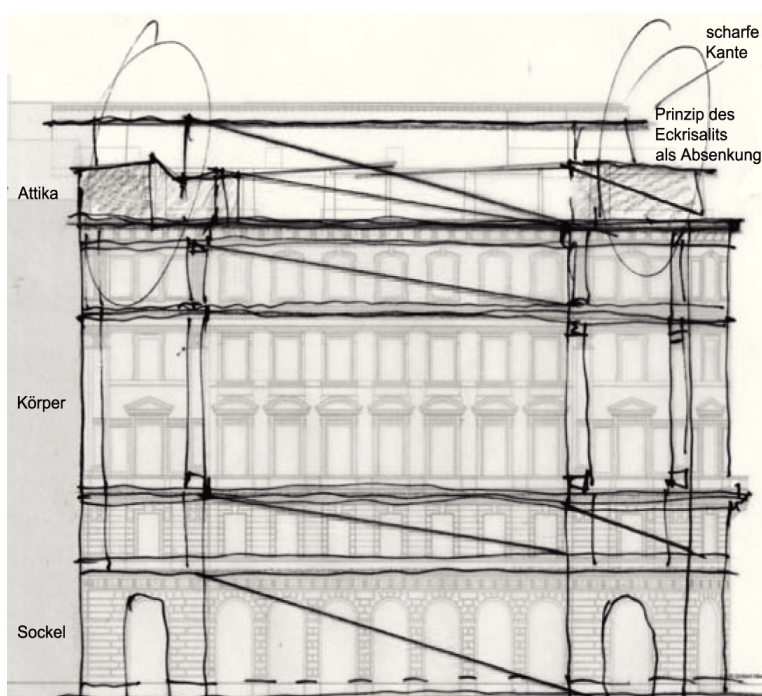 scharfe
Kante
Prinzip des
Eckrisalits
als Absenkung
Attika
Körper
Sockel